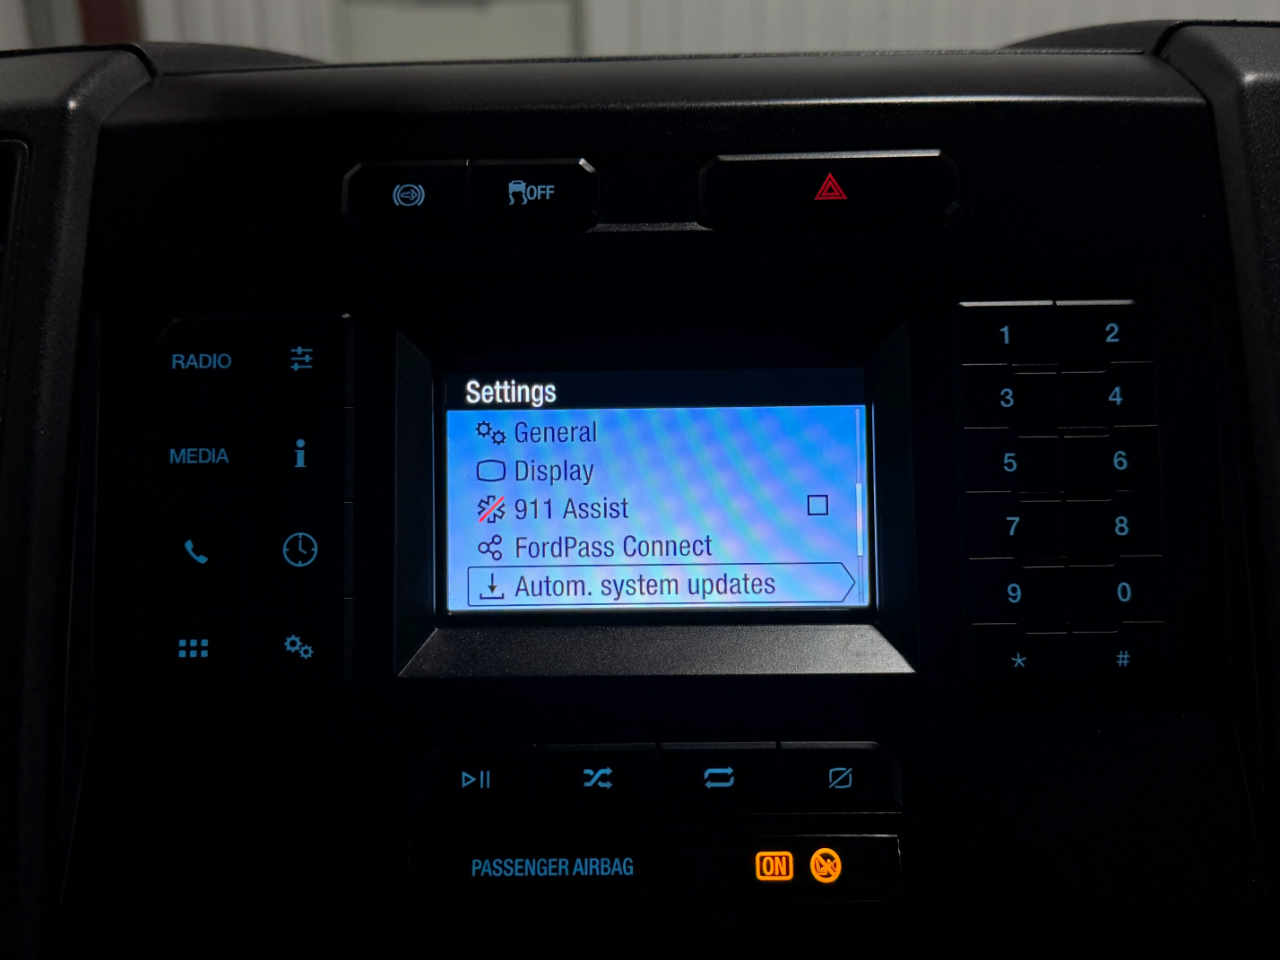 OFF
Settings
General
Display
911 Assist
FordPass Connect
Autom. system updates
RADIO
MEDIA
1 2
3 4
5 6
7 8
9 0
* #
PASSENGER AIRBAG ON